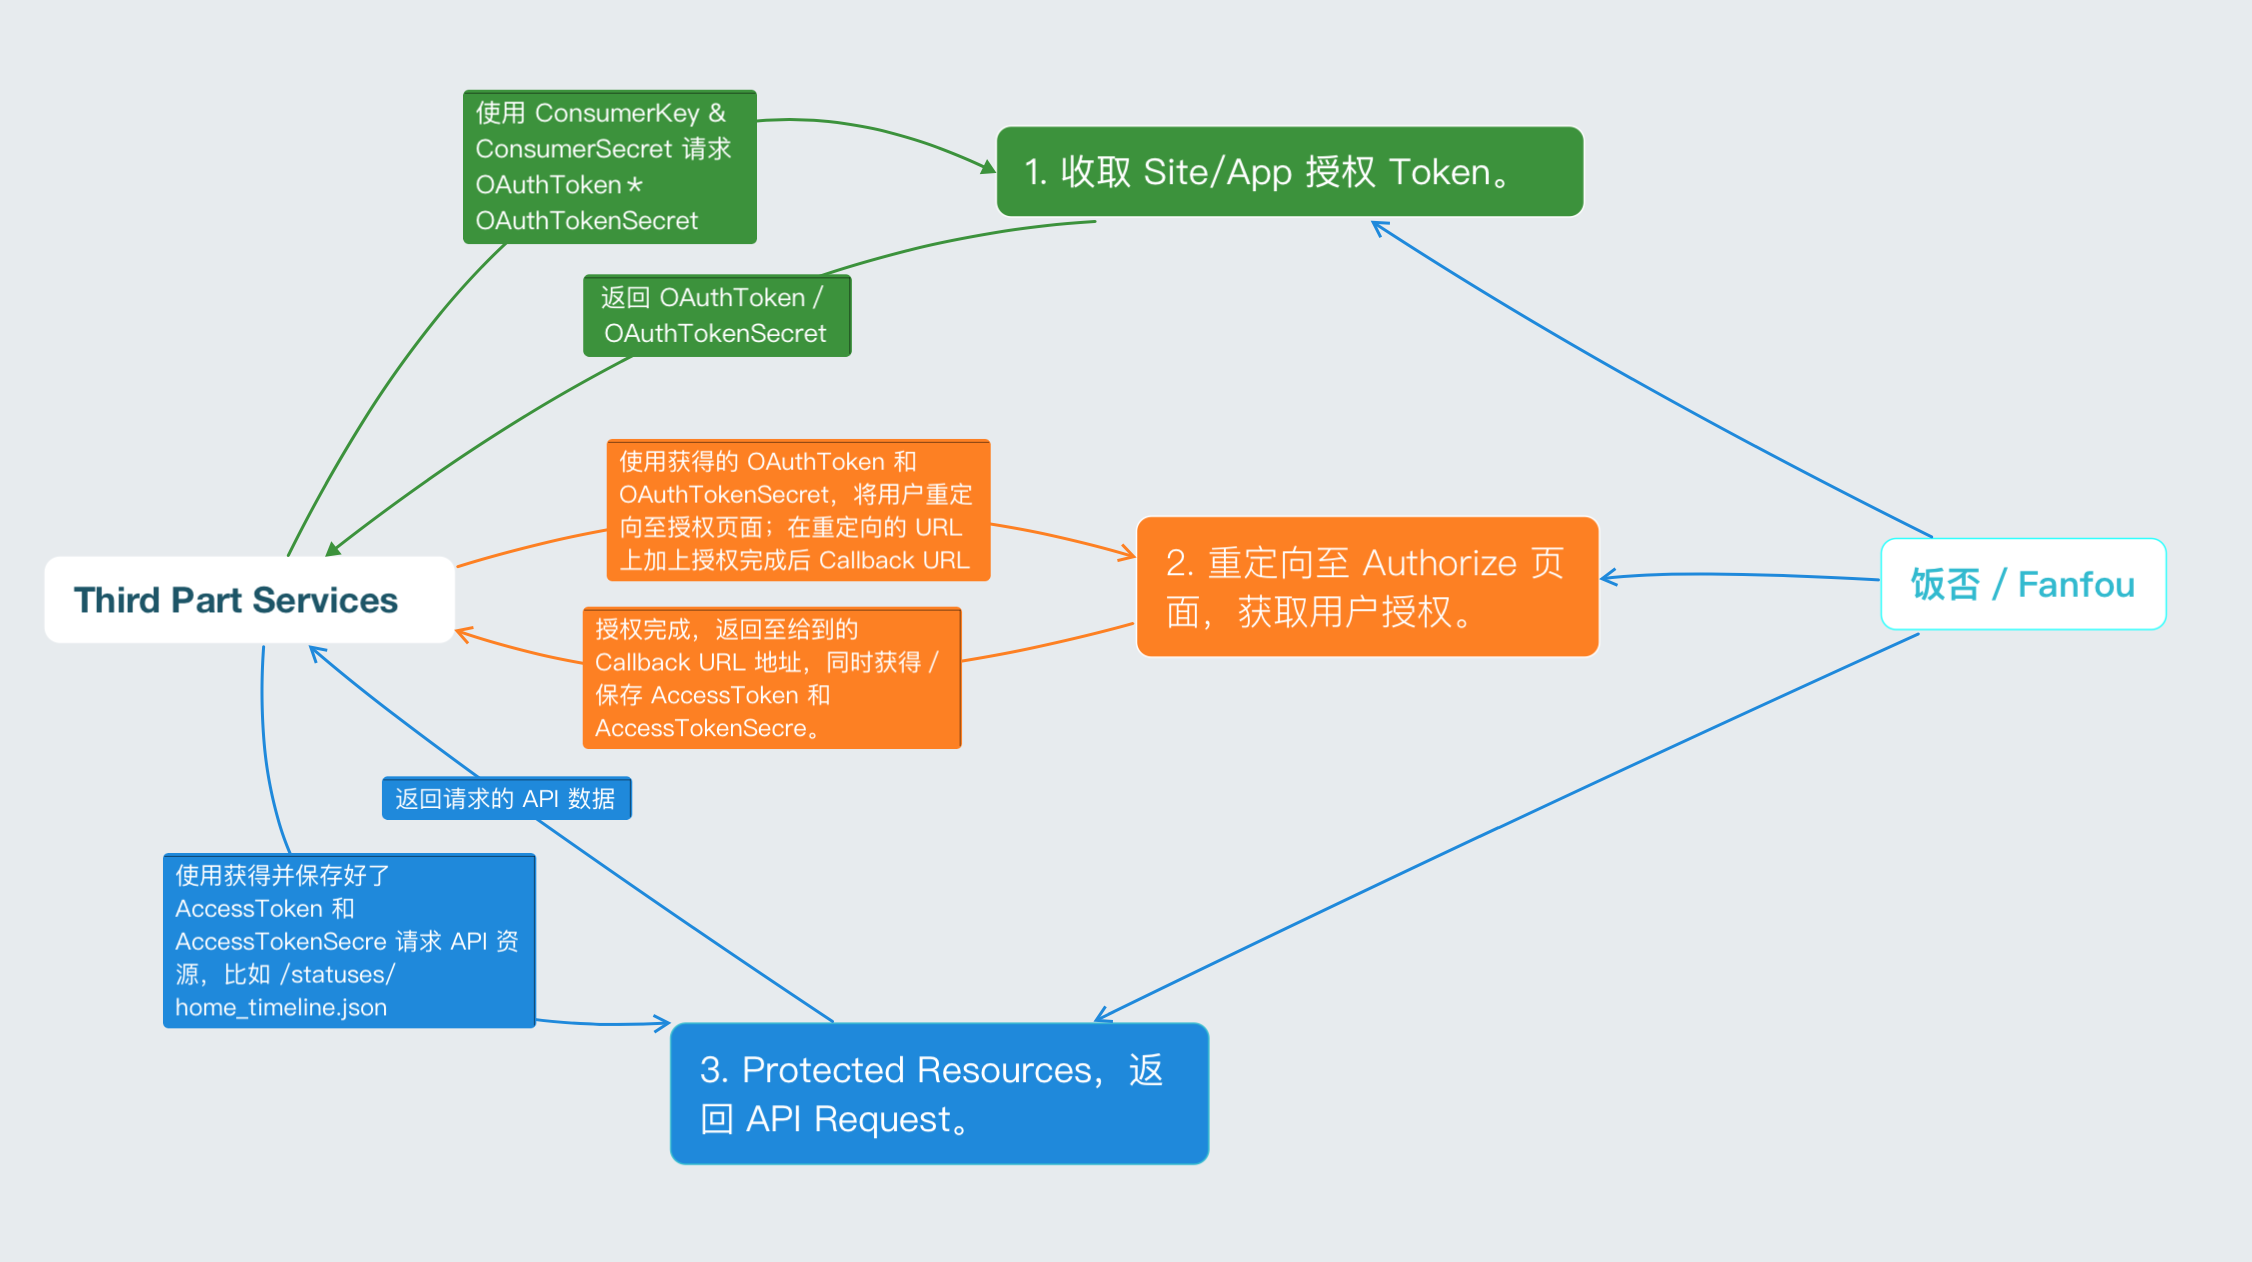 使用 ConsumerKey &
ConsumerSecret 请求
OAuthToken *
OAuthTokenSecret
1. 收取 Site/App 授权 Token。
返回 OAuthToken /
OAuthTokenSecret
使用获得的 OAuthToken 和
OAuthTokenSecret，将用户重定
向至授权页面；在重定向的 URL
上加上授权完成后 Callback URL
2. 重定向至 Authorize 页
面，获取用户授权。
饭否 / Fanfou
Third Part Services
授权完成，返回至给到的
Callback URL 地址，同时获得 /
保存 AccessToken 和
AccessTokenSecre。
返回请求的 API 数据
使用获得并保存好了
AccessToken 和
AccessTokenSecre 请求 API 资
源，比如 /statuses/
home_timeline.json
3. Protected Resources，返
回 API Request。